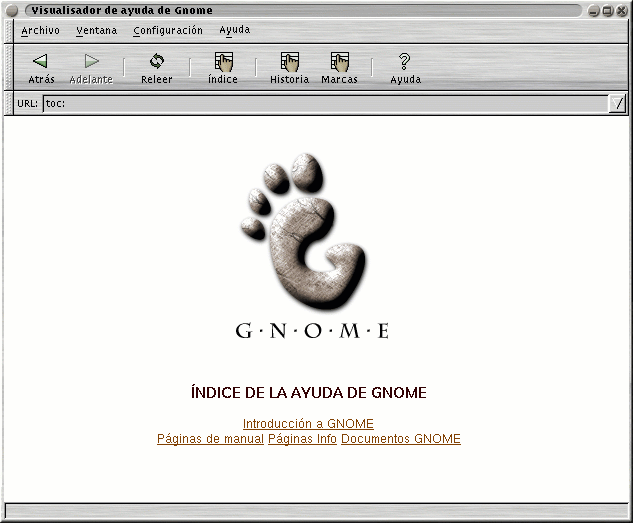 Visualisador de ayuda de Gnome
Archivo Ventana Configuración Ayuda
Atrás Adelante Releer índice Historia Marcas Ayuda
URL: toc:
G·N·O·M·E
ÍNDICE DE LA AYUDA DE GNOME
Introducción a GNOME
Páginas de manual Páginas Info Documentos GNOME